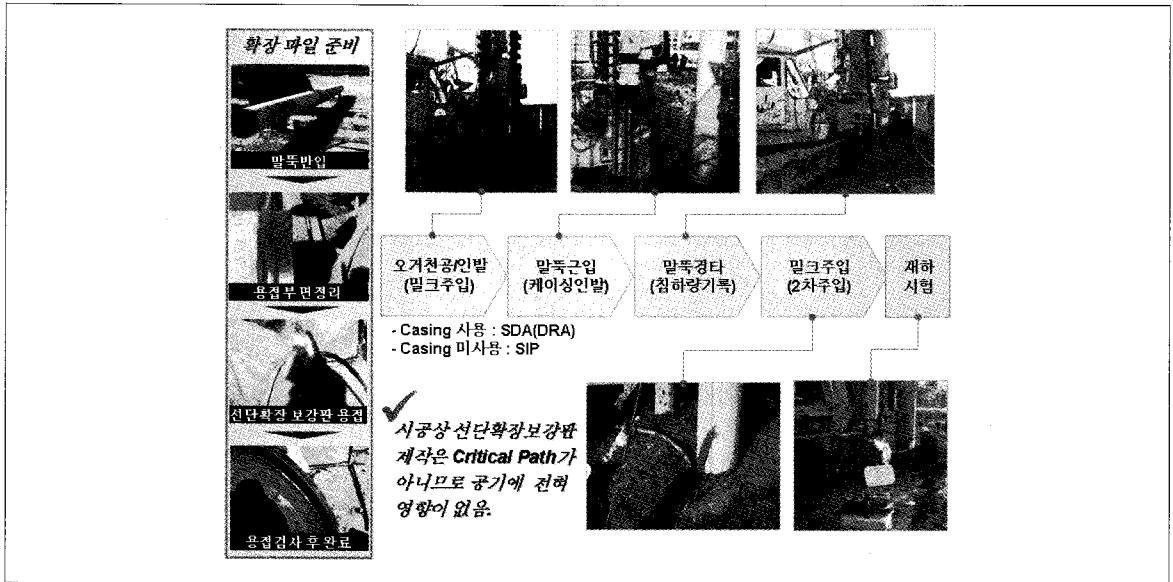 확장 파일 준비
말뚝반입
용접부 면정리
선단확장 보강판 용접
용접검사 후 완료
오거천공/인발
(밀크주입)
말뚝근입
(케이싱인발)
말뚝경타
(침하량기록)
밀크주입
(2차주입)
재하
시험
- Casing 사용 : SDA(DRA)
- Casing 미사용 : SIP
시공상 선단확장보강판
제작은 Critical Path가
아니므로 공기에 전혀
영향이 없음.